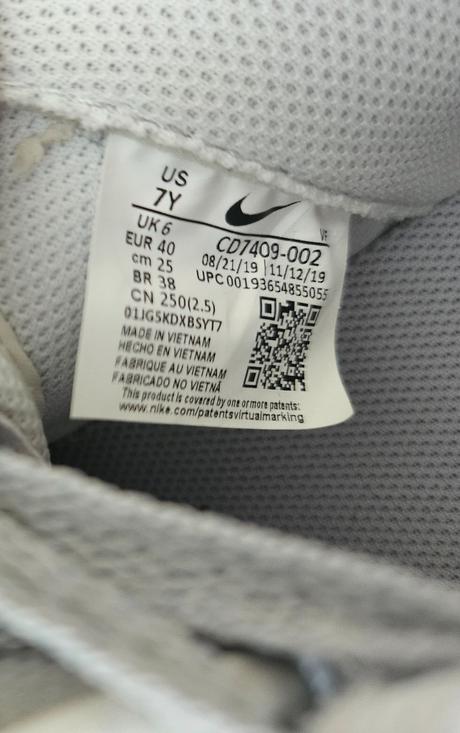 US
7Y
VF
UK 6
CD7409-002
EUR 40
08/21/19 | 11/12/19
cm 25
UPC 00193654855055
BR 38
CN 250(2.5)
01JG5KDXBSYT7
MADE IN VIETNAM
HECHO EN VIETNAM
FABRIQUE AU VIETNAM
FABRICADO NO VIETNÃ
This product is covered by one or more patents:
www.nike.com/patentsvirtualmarking